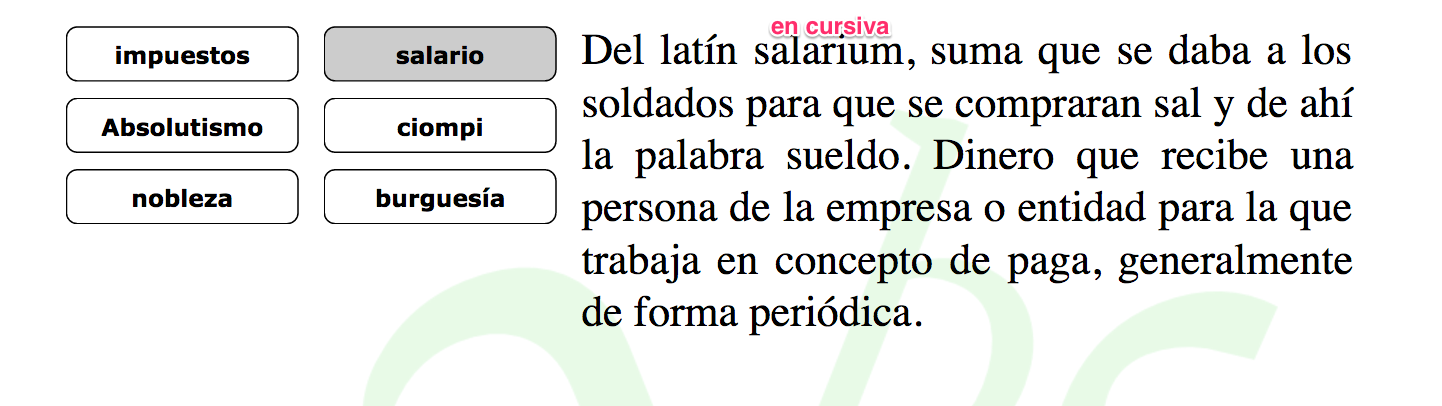 impuestos
salario
Absolutismo
ciompi
nobleza
burguesía
en cursiva
Del latín salarium, suma que se daba a los
soldados para que se compraran sal y de ahí
la palabra sueldo. Dinero que recibe una
persona de la empresa o entidad para la que
trabaja en concepto de paga, generalmente
de forma periódica.